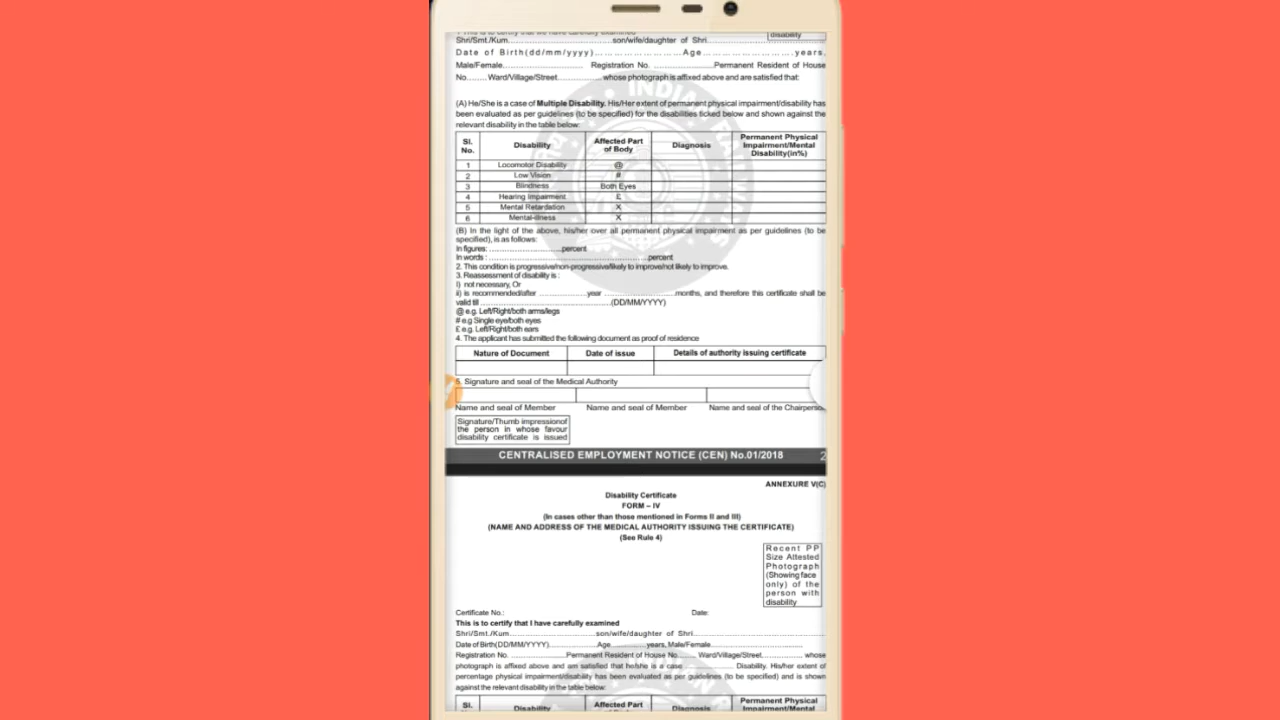 disability
Shri/Smt./Kum..............................son/wife/daughter of Shri..............................
Date of Birth(dd/mm/yyyy)........................Age........................years.
Male/Female........................ Registration No. ........................Permanent Resident of House
No........ Ward/Village/Street................. whose photograph is affixed above and are satisfied that:
(A) He/She is a case of Multiple Disability. His/Her extent of permanent physical impairment/disability has
been evaluated as per guidelines (to be specified) for the disabilities ticked below and shown against the
relevant disability in the table below:
Sl. No. Disability Affected Part of Body Diagnosis Permanent Physical Impairment/Mental Disability(in%)
1 Locomotor Disability @
2 Low Vision #
3 Blindness Both Eyes
4 Hearing Impairment £
5 Mental Retardation X
6 Mental-illness X
(B) In the light of the above, his/her over all permanent physical impairment as per guidelines (to be
specified), is as follows:
In figures: ..............................percent
In words : ..................................................percent
2. This condition is progressive/non-progressive/likely to improve/not likely to improve.
3. Reassessment of disability is :
i) not necessary, Or
ii) is recommended/after ....................year ..............................months, and therefore this certificate shall be
valid till ........................................(DD/MM/YYYY)
@ e.g. Left/Right/both arms/legs
# e.g Single eye/both eyes
£ e.g. Left/Right/both ears
4. The applicant has submitted the following document as proof of residence
Nature of Document Date of issue Details of authority issuing certificate
5. Signature and seal of the Medical Authority
Name and seal of Member Name and seal of Member Name and seal of the Chairperso
Signature/Thumb impressionof
the person in whose favour
disability certificate is issued
CENTRALISED EMPLOYMENT NOTICE (CEN) No.01/2018 2
ANNEXURE V(C)
Disability Certificate
FORM – IV
(In cases other than those mentioned in Forms II and III)
(NAME AND ADDRESS OF THE MEDICAL AUTHORITY ISSUING THE CERTIFICATE)
(See Rule 4)
Recent PP
Size Attested
Photograph
(Showing face
only) of the
person with
disability
Certificate No.: Date:
This is to certify that I have carefully examined
Shri/Smt./Kum..............................son/wife/daughter of Shri..............................
Date of Birth(DD/MM/YYYY)....................Age...............years, Male/Female..............................
Registration No. ....................Permanent Resident of House No........ Ward/Village/Street............... whose
photograph is affixed above and am satisfied that he/she is a case .................... Disability. His/her extent of
percentage physical impairment/disability has been evaluated as per guidelines (to be specified) and is shown
against the relevant disability in the table below:
Sl. Disability Affected Part Diagnosis Permanent Physical Impairment/Mental